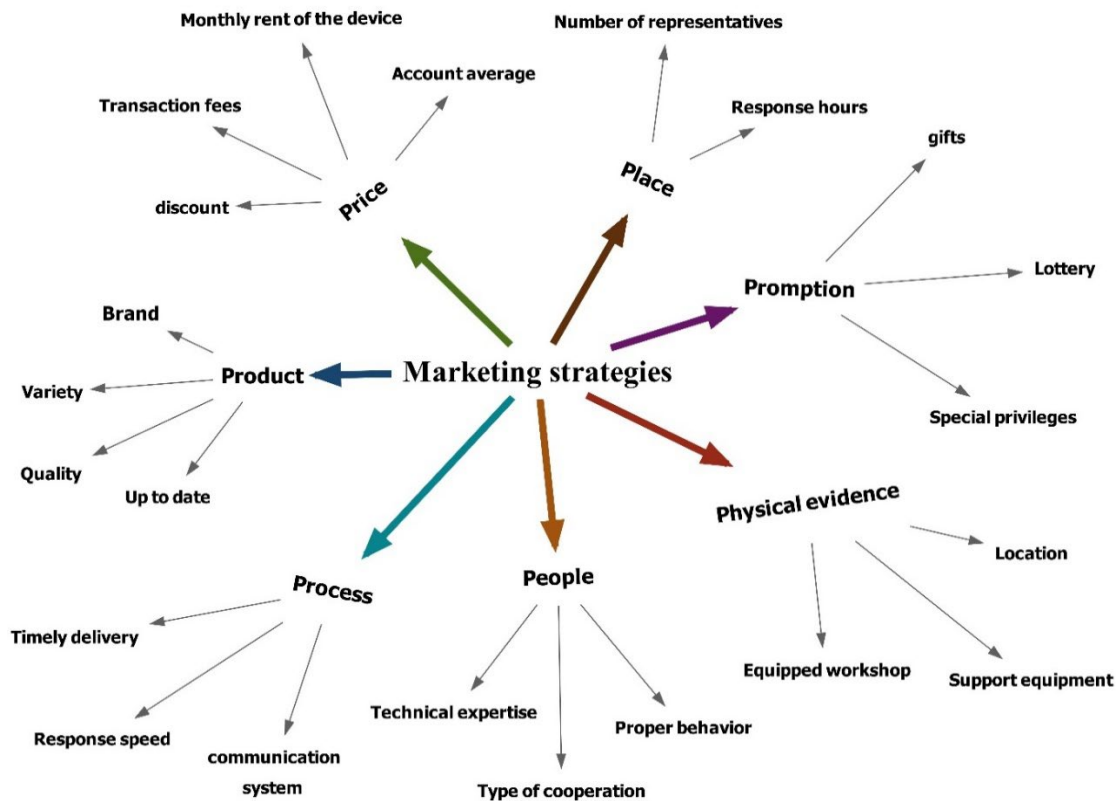 Monthly rent of the device
Number of representatives
Account average
Transaction fees
Response hours
gifts
Place
Price
discount
Lottery
Promption
Brand
Marketing strategies
Product
Variety
Special privileges
Quality
Up to date
Physical evidence
Location
People
Process
Timely delivery
Equipped workshop
Support equipment
Technical expertise
Proper behavior
Response speed
communication
system
Type of cooperation